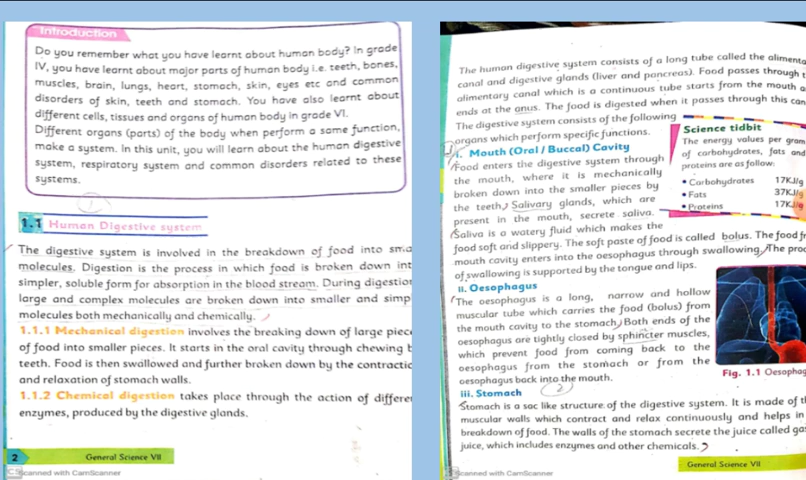 Introduction
Do you remember what you have learnt about human body? In grade
IV, you have learnt about major parts of human body i.e. teeth, bones,
muscles, brain, lungs, heart, stomach, skin, eyes etc and common
disorders of skin, teeth and stomach. You have also learnt about
different cells, tissues and organs of human body in grade VI.
Different organs (parts) of the body when perform a same function,
make a system. In this unit, you will learn about the human digestive
system, respiratory system and common disorders related to these
systems.
1.1 Human Digestive system
The digestive system is involved in the breakdown of food into sma
molecules. Digestion is the process in which food is broken down int
simpler, soluble form for absorption in the blood stream. During digestio
large and complex molecules are broken down into smaller and simp
molecules both mechanically and chemically.
1.1.1 Mechanical digestion involves the breaking down of large piece
of food into smaller pieces. It starts in the oral cavity through chewing b
teeth. Food is then swallowed and further broken down by the contractio
and relaxation of stomach walls.
1.1.2 Chemical digestion takes place through the action of differe
enzymes, produced by the digestive glands.
2
General Science VII
CS Scanned with CamScanner
The human digestive system consists of a long tube called the alimenta
canal and digestive glands (liver and pancreas). Food passes through t
alimentary canal which is a continuous tube starts from the mouth a
ends at the anus. The food is digested when it passes through this can
The digestive system consists of the following
organs which perform specific functions.
i. Mouth (Oral / Buccal) Cavity
Food enters the digestive system through
the mouth, where it is mechanically
broken down into the smaller pieces by
the teeth. Salivary glands, which are
present in the mouth, secrete saliva.
Saliva is a watery fluid which makes the
food soft and slippery. The soft paste of food is called bolus. The food fr
mouth cavity enters into the oesophagus through swallowing. The proc
of swallowing is supported by the tongue and lips.
Science tidbit
The energy values per gram
of carbohydrates, fats and
proteins are as follow:
• Carbohydrates 17KJ/g
• Fats 37KJ/g
• Proteins 17KJ/g
ii. Oesophagus
The oesophagus is a long, narrow and hollow
muscular tube which carries the food (bolus) from
the mouth cavity to the stomach. Both ends of the
oesophagus are tightly closed by sphincter muscles,
which prevent food from coming back to the
oesophagus from the stomach or from the
oesophagus back into the mouth.
Fig. 1.1 Oesophag
iii. Stomach
Stomach is a sac like structure of the digestive system. It is made of t
muscular walls which contract and relax continuously and helps in
breakdown of food. The walls of the stomach secrete the juice called ga
juice, which includes enzymes and other chemicals.
General Science VII
Scanned with CamScanner